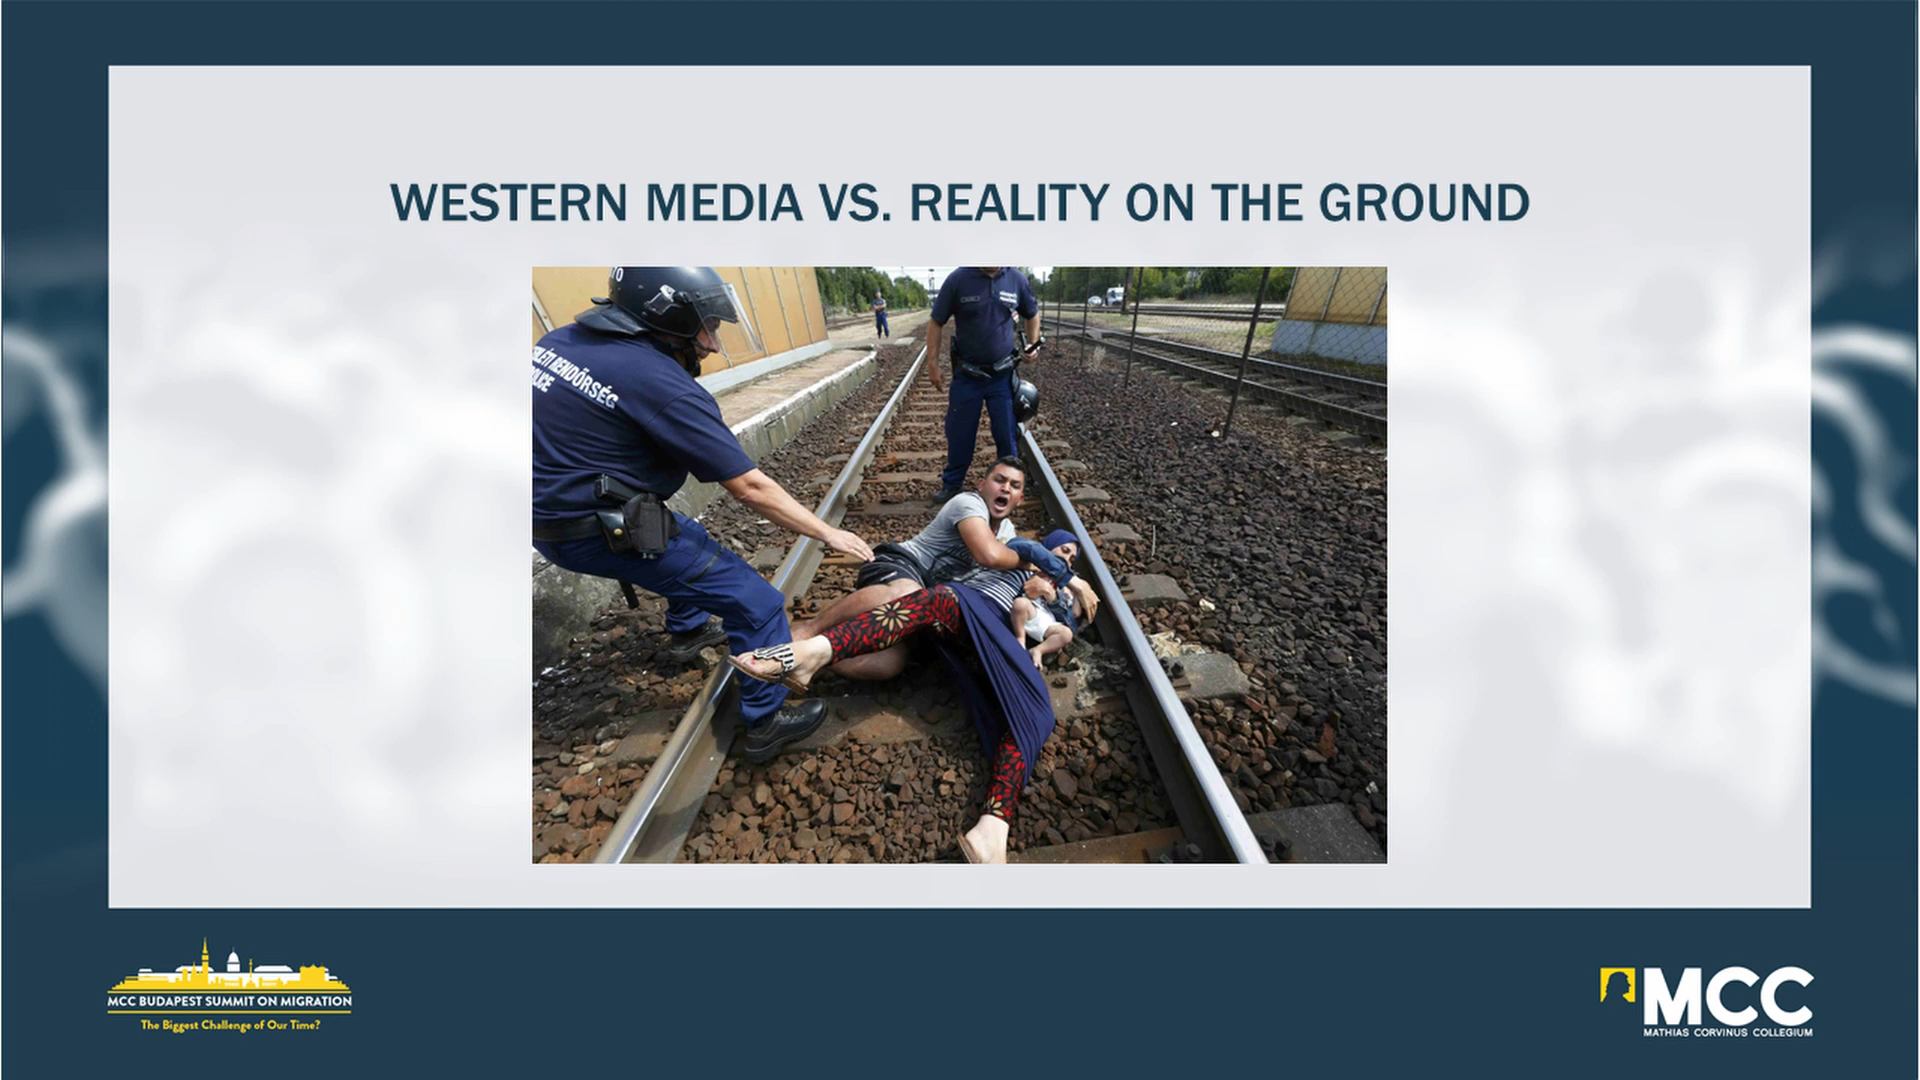 WESTERN MEDIA VS. REALITY ON THE GROUND
RENDŐRSÉG
MCC BUDAPEST SUMMIT ON MIGRATION
The Biggest Challenge of Our Time?
MCC
MATHIAS CORVINUS COLLEGIUM